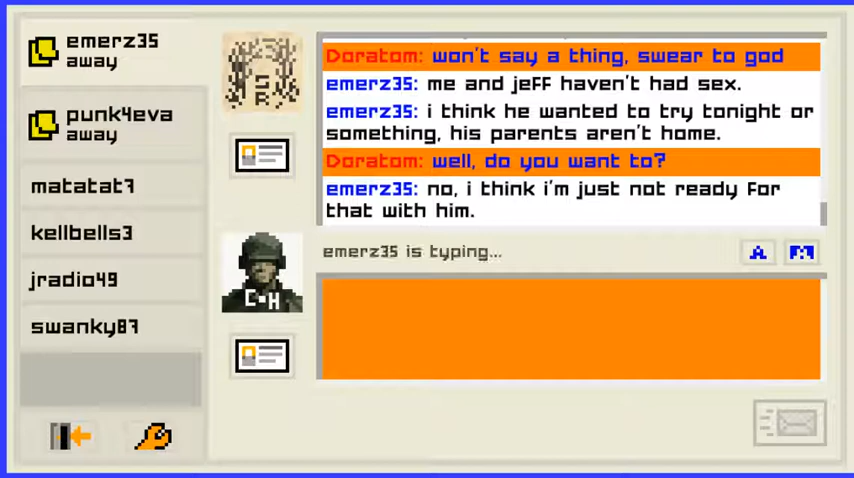 emerz35
away
punk4eva
away
matatat7
kellbells3
jradio49
swanky87
Doratom: won't say a thing, swear to god
emerz35: me and jeff haven't had sex.
emerz35: i think he wanted to try tonight or
something, his parents aren't home.
Doratom: well, do you want to?
emerz35: no, i think i'm just not ready for
that with him.
emerz35 is typing...
A
C•H